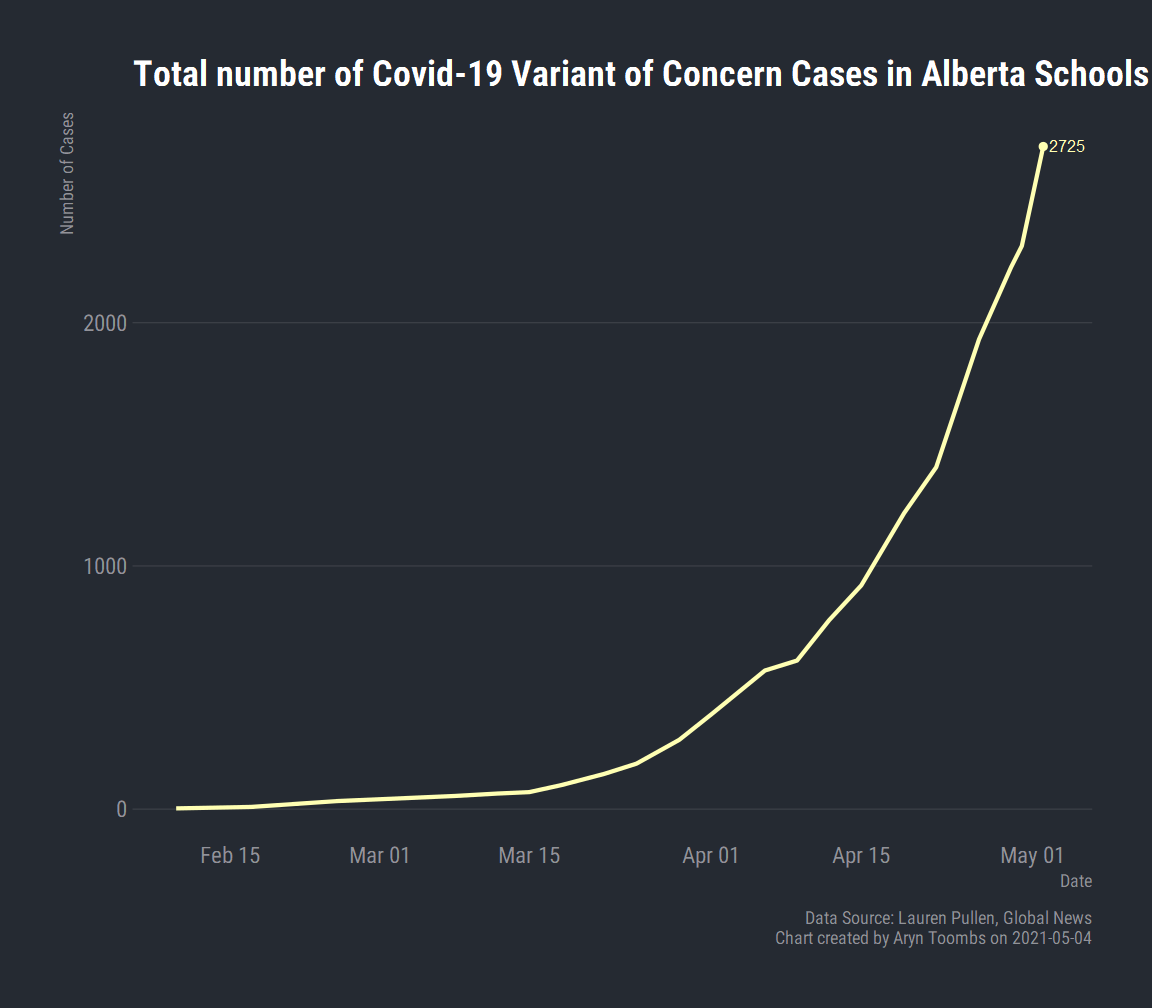 Total number of Covid-19 Variant of Concern Cases in Alberta Schools
Number of Cases
2725
2000
1000
0
Feb 15 Mar 01 Mar 15 Apr 01 Apr 15 May 01
Date
Data Source: Lauren Pullen, Global News
Chart created by Aryn Toombs on 2021-05-04